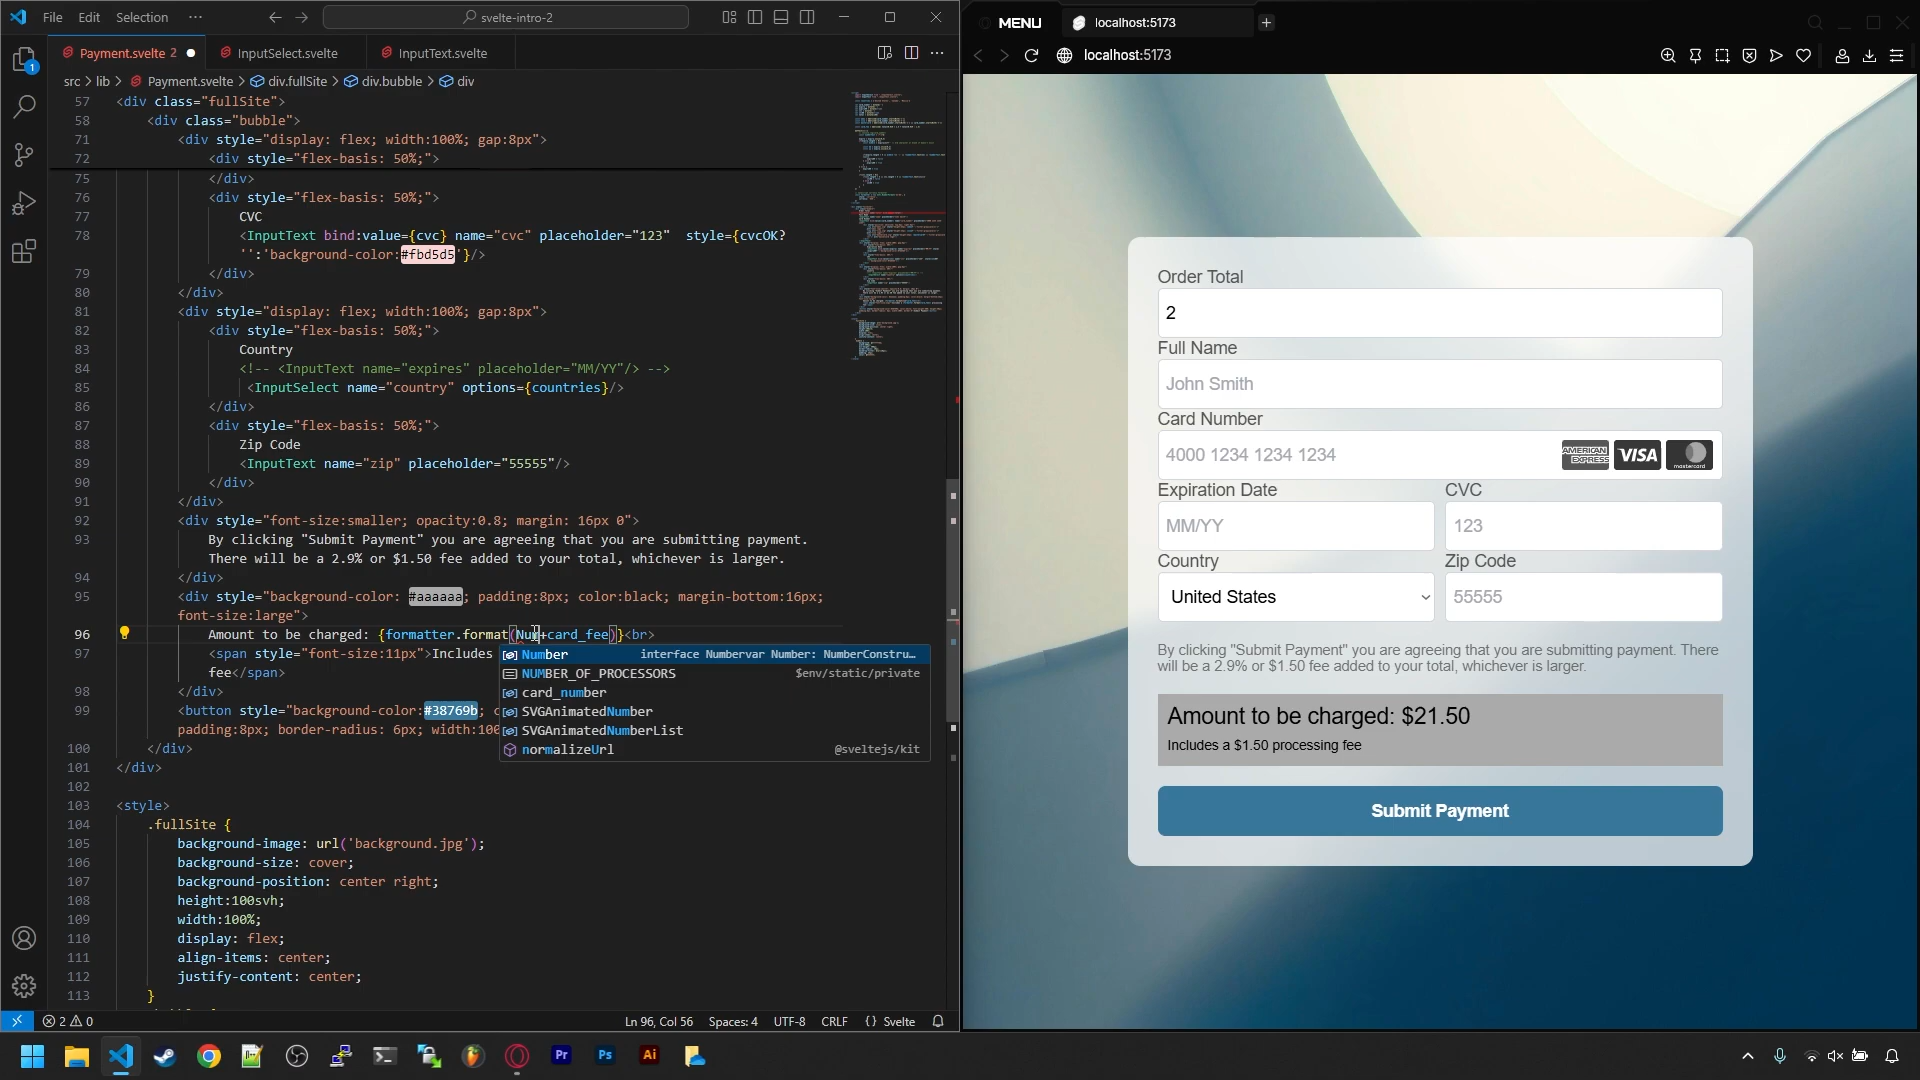 File Edit Selection ··· svelte-intro-2
Payment.svelte 2 InputSelect.svelte InputText.svelte
src > lib > Payment.svelte > div.fullSite > div.bubble > div
57 <div class="fullSite">
58 <div class="bubble">
71 <div style="display: flex; width:100%; gap:8px">
72 <div style="flex-basis: 50%;">
75 </div>
76 <div style="flex-basis: 50%;">
77 CVC
78 <InputText bind:value={cvc} name="cvc" placeholder="123"  style={cvcOK?
'':'background-color:#fbd5d5'}/>
79 </div>
80 </div>
81 <div style="display: flex; width:100%; gap:8px">
82 <div style="flex-basis: 50%;">
83 Country
84 <!-- <InputText name="expires" placeholder="MM/YY"/> -->
85 <InputSelect name="country" options={countries}/>
86 </div>
87 <div style="flex-basis: 50%;">
88 Zip Code
89 <InputText name="zip" placeholder="55555"/>
90 </div>
91 </div>
92 <div style="font-size:smaller; opacity:0.8; margin: 16px 0">
93 By clicking "Submit Payment" you are agreeing that you are submitting payment.
There will be a 2.9% or $1.50 fee added to your total, whichever is larger.
94 </div>
95 <div style="background-color: #aaaaaa; padding:8px; color:black; margin-bottom:16px;
font-size:large">
96 Amount to be charged: {formatter.format(Num+card_fee)}<br>
97 <span style="font-size:11px">Includes
fee</span>
98 </div>
99 <button style="background-color:#38769b; c
padding:8px; border-radius: 6px; width:100
100 </div>
101 </div>
102
103 <style>
104 .fullSite {
105 background-image: url('background.jpg');
106 background-size: cover;
107 background-position: center right;
108 height:100svh;
109 width:100%;
110 display: flex;
111 align-items: center;
112 justify-content: center;
113 }
Number interface Numbervar Number: NumberConstru…
NUMBER_OF_PROCESSORS $env/static/private
card_number
SVGAnimatedNumber
SVGAnimatedNumberList
normalizeUrl @sveltejs/kit
2 0 Ln 96, Col 56 Spaces: 4 UTF-8 CRLF {} Svelte
1
MENU localhost:5173
localhost:5173
Order Total
2
Full Name
John Smith
Card Number
4000 1234 1234 1234 AMERICAN EXPRESS VISA mastercard
Expiration Date CVC
MM/YY 123
Country Zip Code
United States 55555
By clicking "Submit Payment" you are agreeing that you are submitting payment. There
will be a 2.9% or $1.50 fee added to your total, whichever is larger.
Amount to be charged: $21.50
Includes a $1.50 processing fee
Submit Payment
Pr Ps Ai